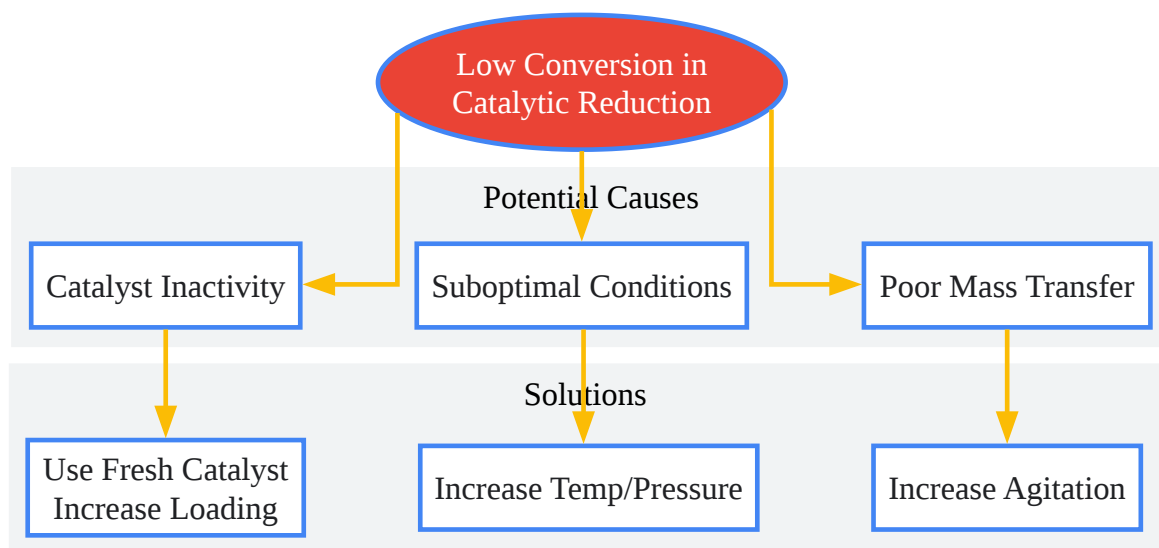 Low Conversion in
Catalytic Reduction
Potential Causes
Catalyst Inactivity
Suboptimal Conditions
Poor Mass Transfer
Solutions
Use Fresh Catalyst
Increase Loading
Increase Temp/Pressure
Increase Agitation